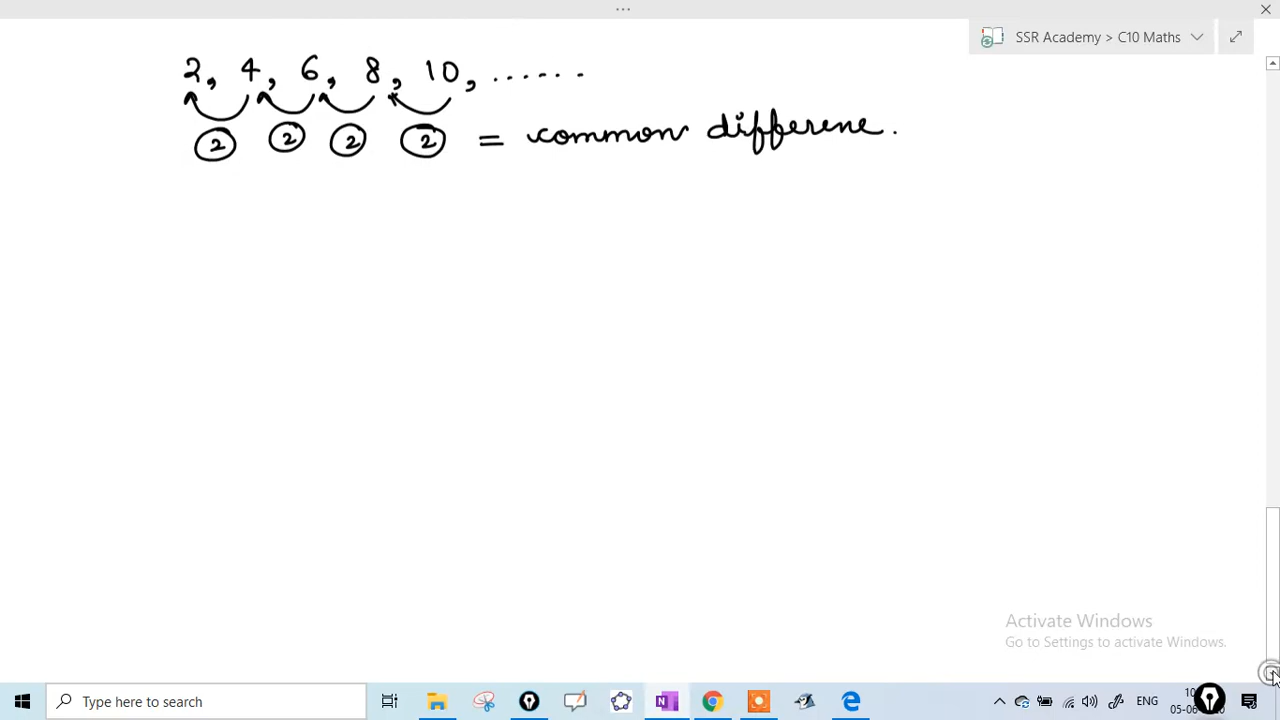 ...
SSR Academy > C10 Maths
2, 4, 6, 8, 10, ......
2 2 2 2 = common differene.
Activate Windows
Go to Settings to activate Windows.
Type here to search
ENG